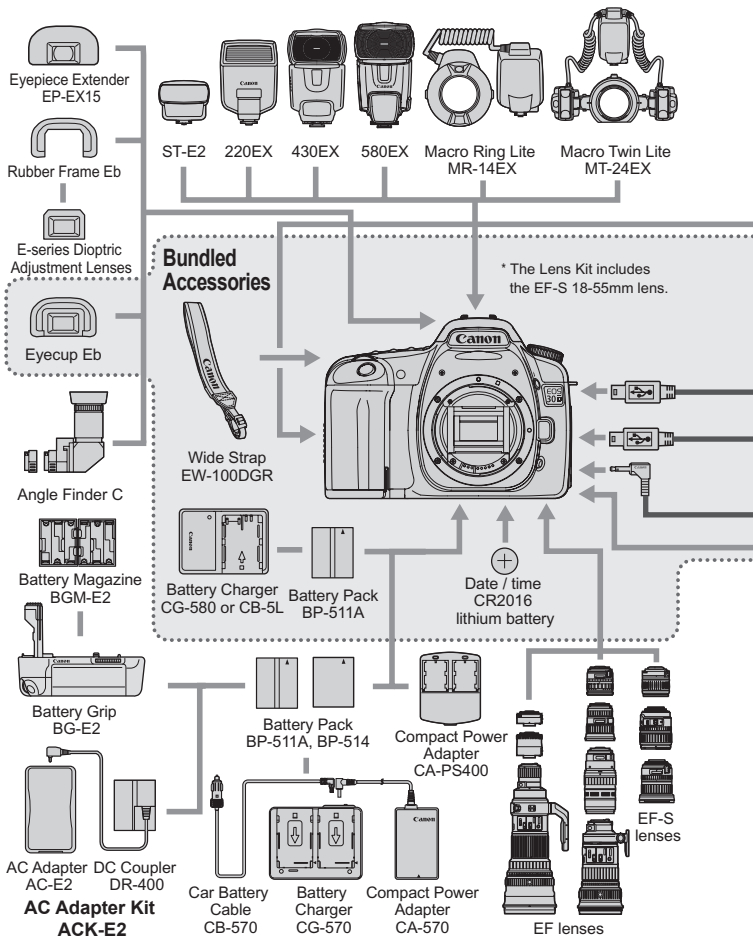 Eyepiece Extender
EP-EX15
Rubber Frame Eb
E-series Dioptric
Adjustment Lenses
Eyecup Eb
Angle Finder C
Battery Magazine
BGM-E2
Canon
Battery Grip
BG-E2
AC Adapter
AC-E2
DC Coupler
DR-400
AC Adapter Kit
ACK-E2
Canon
Canon
ST-E2
220EX
430EX
580EX
Macro Ring Lite
MR-14EX
Macro Twin Lite
MT-24EX
Bundled
Accessories
* The Lens Kit includes
the EF-S 18-55mm lens.
Canon
Canon
EOS
30D
Wide Strap
EW-100DGR
Canon
Battery Charger
CG-580 or CB-5L
Battery Pack
BP-511A
Date / time
CR2016
lithium battery
Battery Pack
BP-511A, BP-514
Compact Power
Adapter
CA-PS400
Car Battery
Cable
CB-570
Battery
Charger
CG-570
Canon
Compact Power
Adapter
CA-570
EF lenses
EF-S
lenses